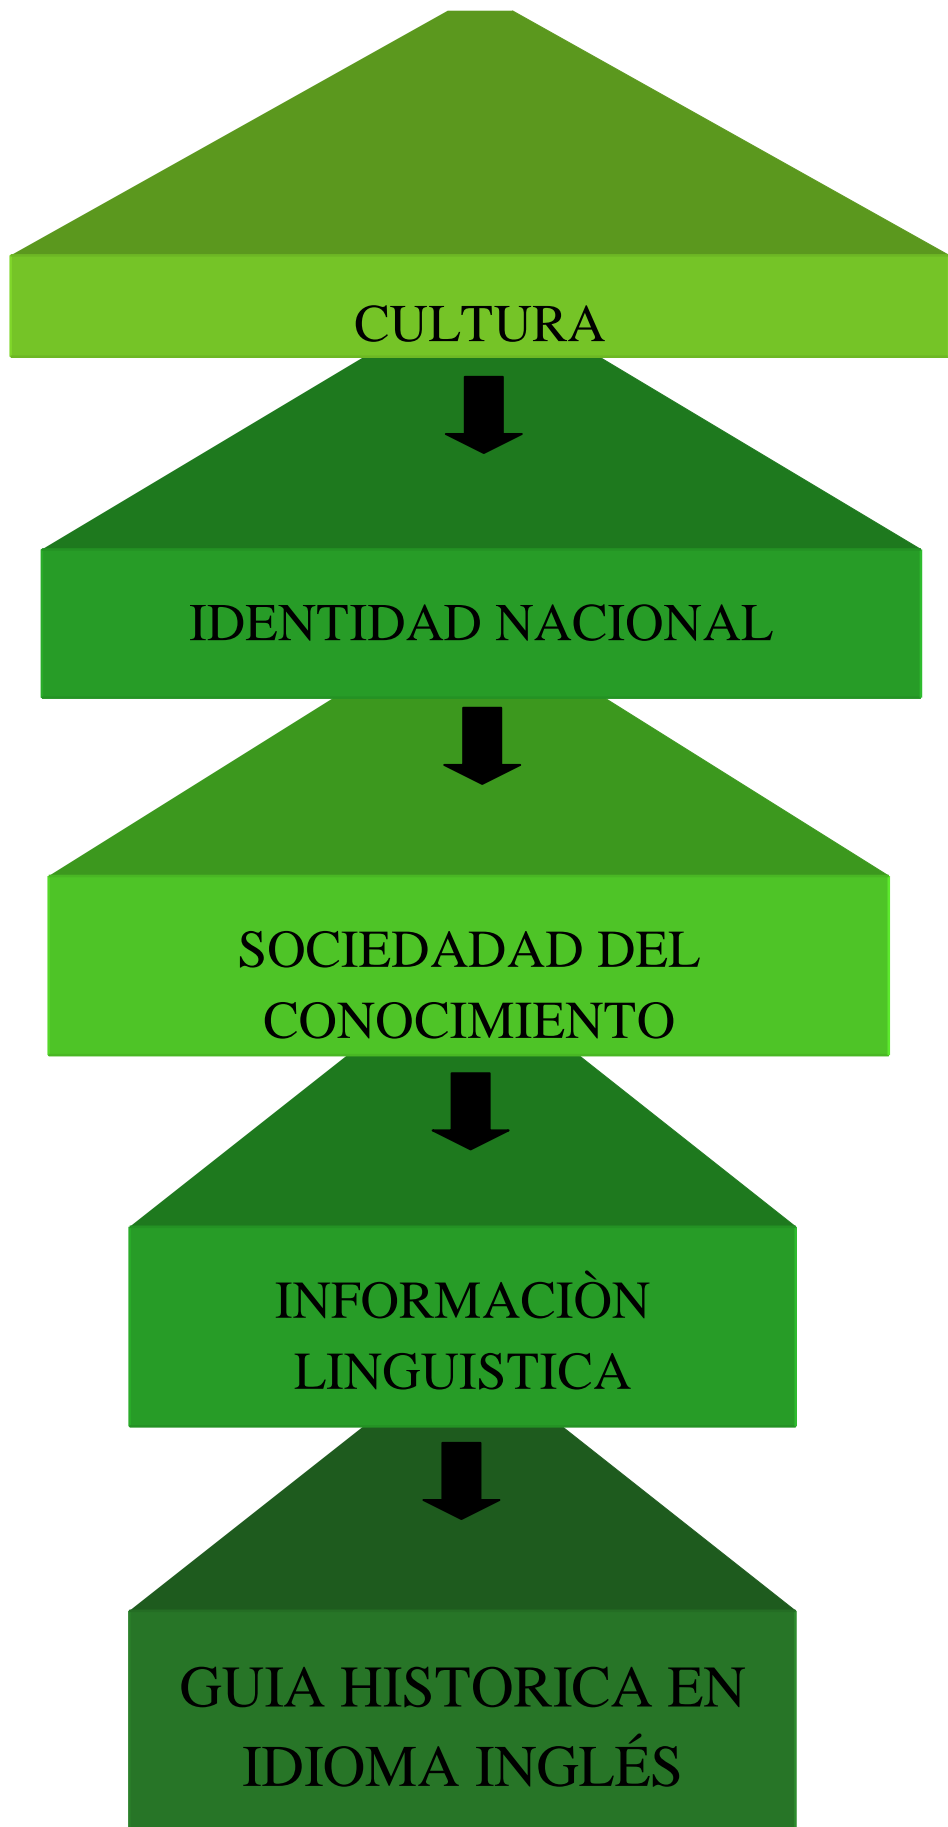 CULTURA
IDENTIDAD NACIONAL
SOCIEDADAD DEL
CONOCIMIENTO
INFORMACIÒN
LINGUISTICA
GUIA HISTORICA EN
IDIOMA INGLÉS